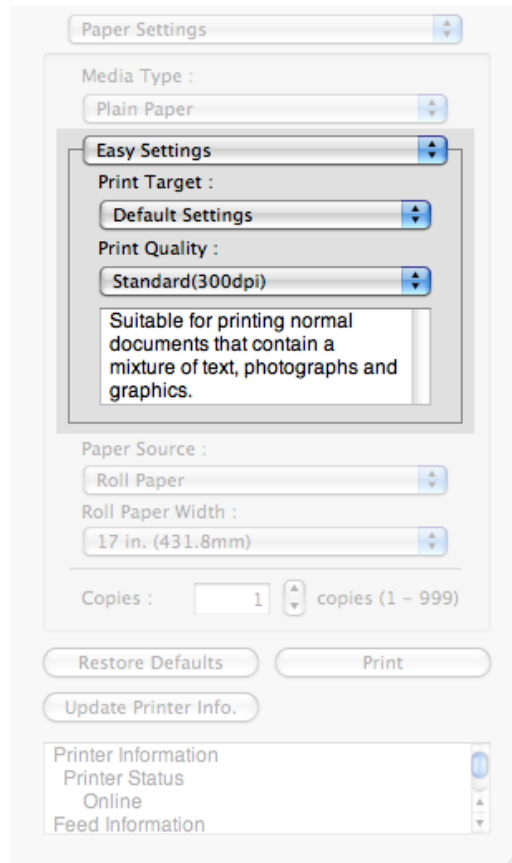 Paper Settings
Media Type :
Plain Paper
Easy Settings
Print Target :
Default Settings
Print Quality :
Standard(300dpi)
Suitable for printing normal
documents that contain a
mixture of text, photographs and
graphics.
Paper Source :
Roll Paper
Roll Paper Width :
17 in. (431.8mm)
Copies : 1 copies (1 – 999)
Restore Defaults Print
Update Printer Info.
Printer Information
Printer Status
Online
Feed Information